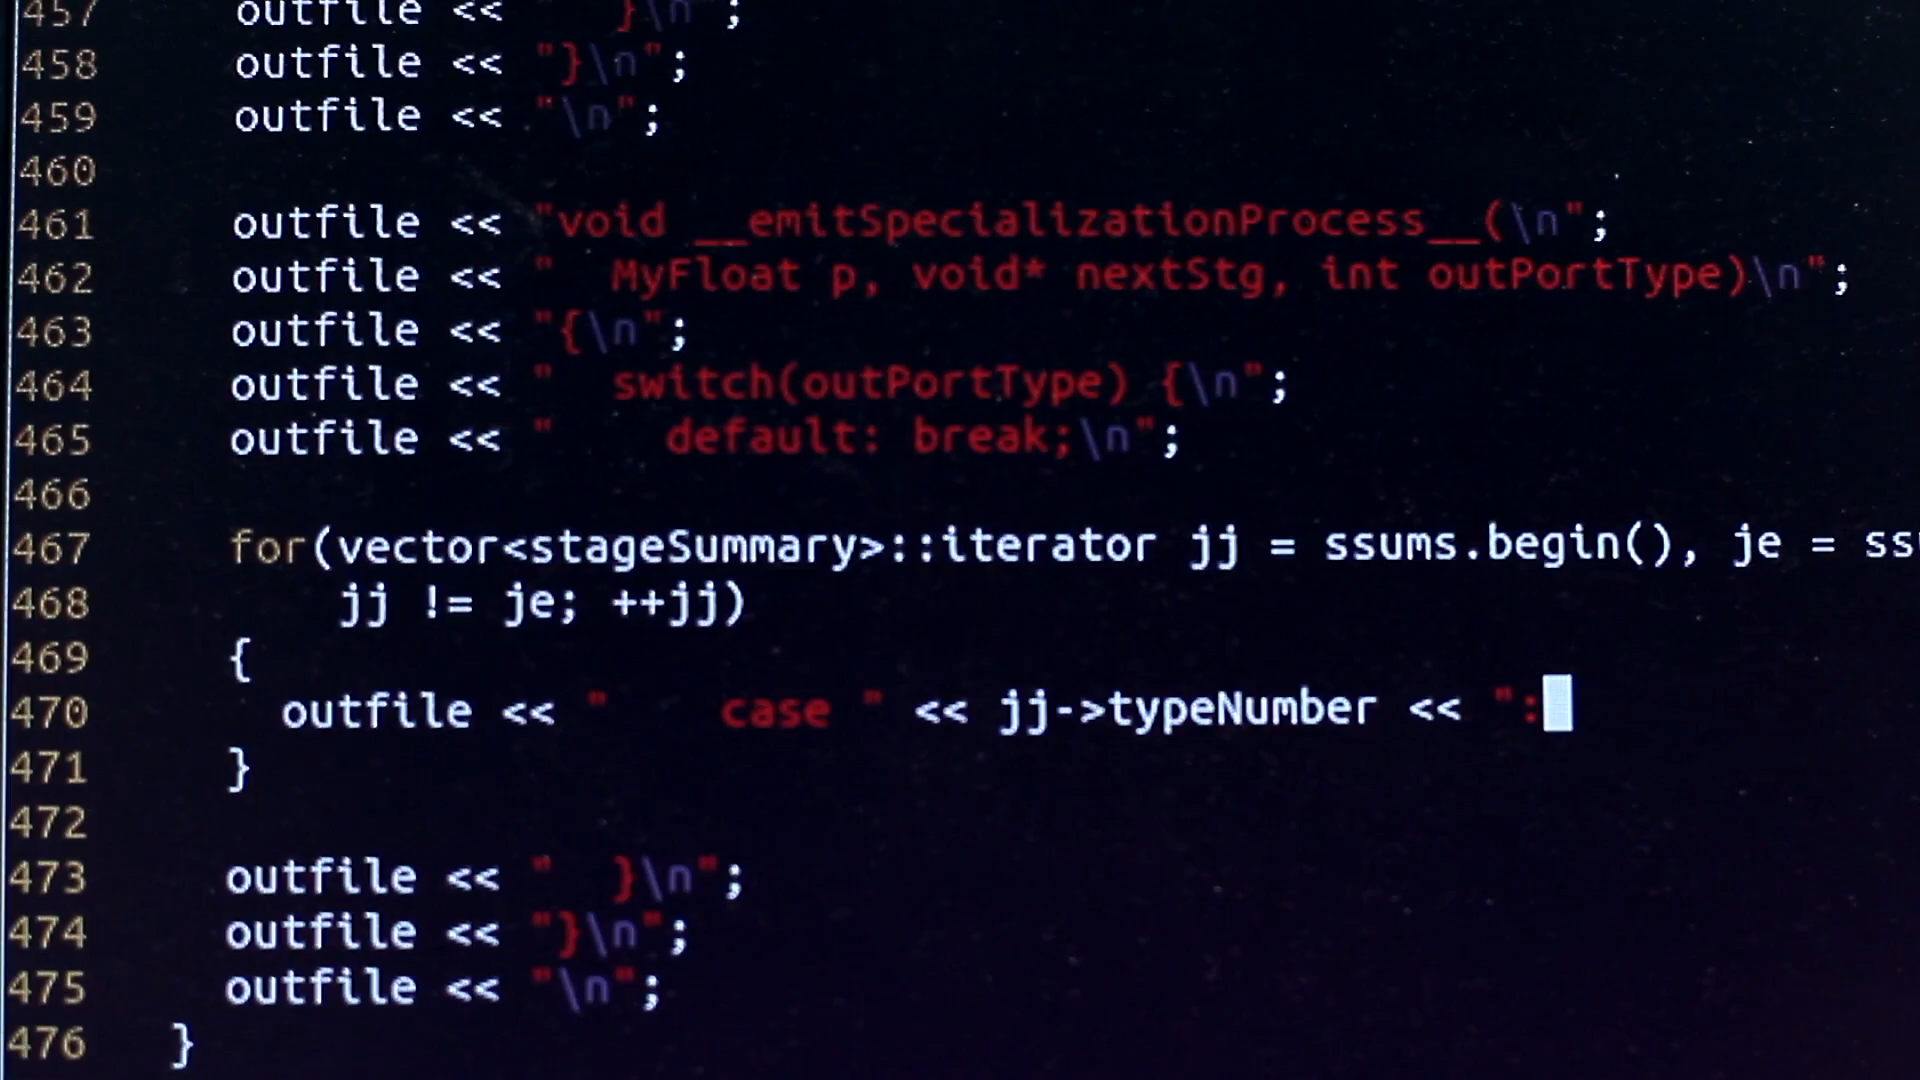 457 outfile << "  }\n";
458 outfile << "}\n";
459 outfile << "\n";
460
461 outfile << "void __emitSpecializationProcess__(\n";
462 outfile << "  MyFloat p, void* nextStg, int outPortType)\n";
463 outfile << "{\n";
464 outfile << "  switch(outPortType) {\n";
465 outfile << "    default: break;\n";
466
467 for(vector<stageSummary>::iterator jj = ssums.begin(), je = ss
468     jj != je; ++jj)
469 {
470   outfile << "    case " << jj->typeNumber << ":
471 }
472
473 outfile << "  }\n";
474 outfile << "}\n";
475 outfile << "\n";
476 }